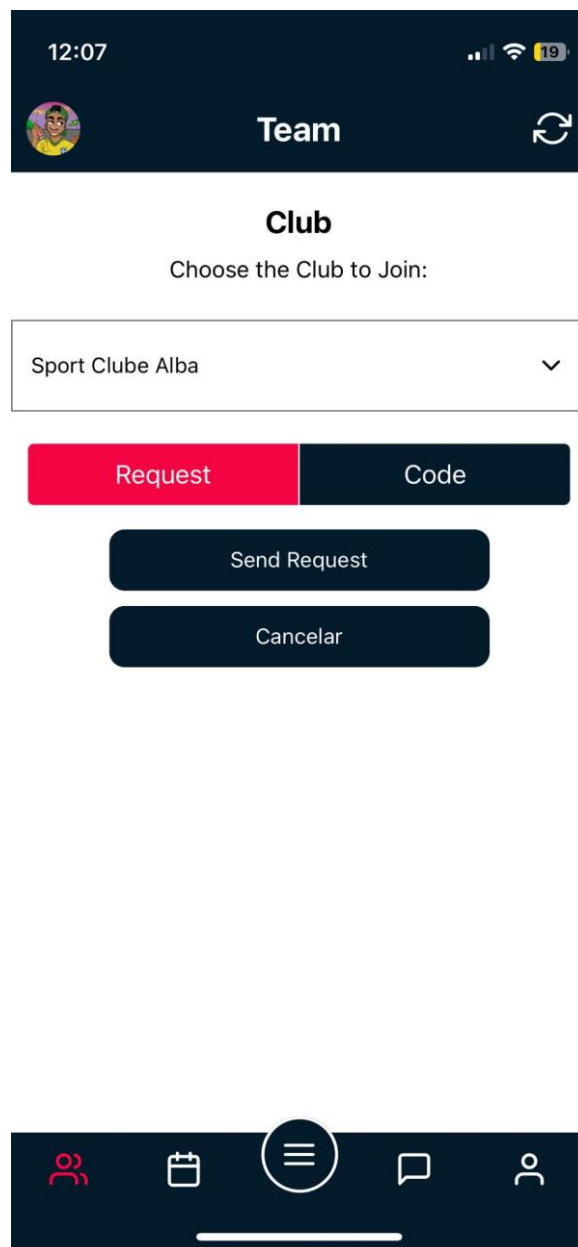 12:07
19
Team
Club
Choose the Club to Join:
Sport Clube Alba
Request
Code
Send Request
Cancelar